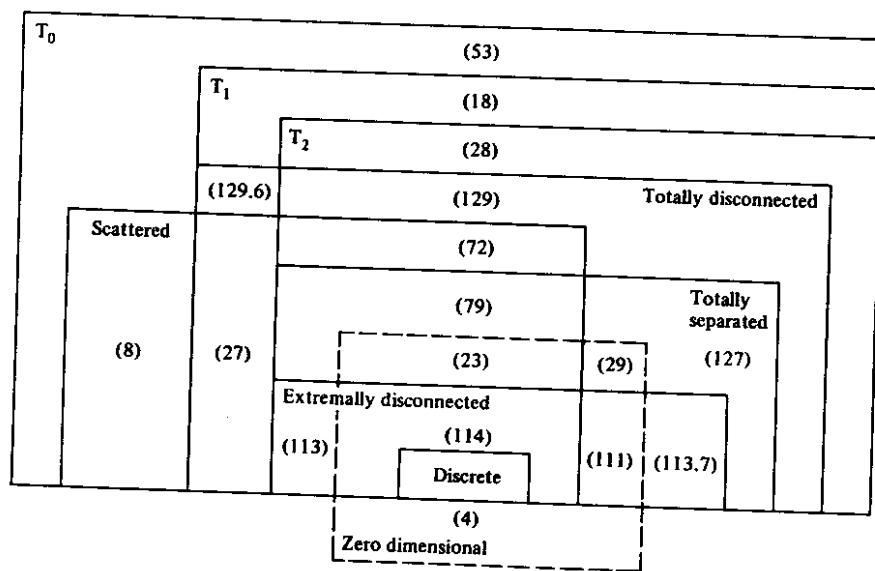 T0
(53)
T1
(18)
T2
(28)
(129.6)
(129)
Totally disconnected
Scattered
(72)
(79)
Totally
separated
(8)
(27)
(23)
(29)
(127)
Extremally disconnected
(113)
(114)
(111)
(113.7)
Discrete
(4)
Zero dimensional